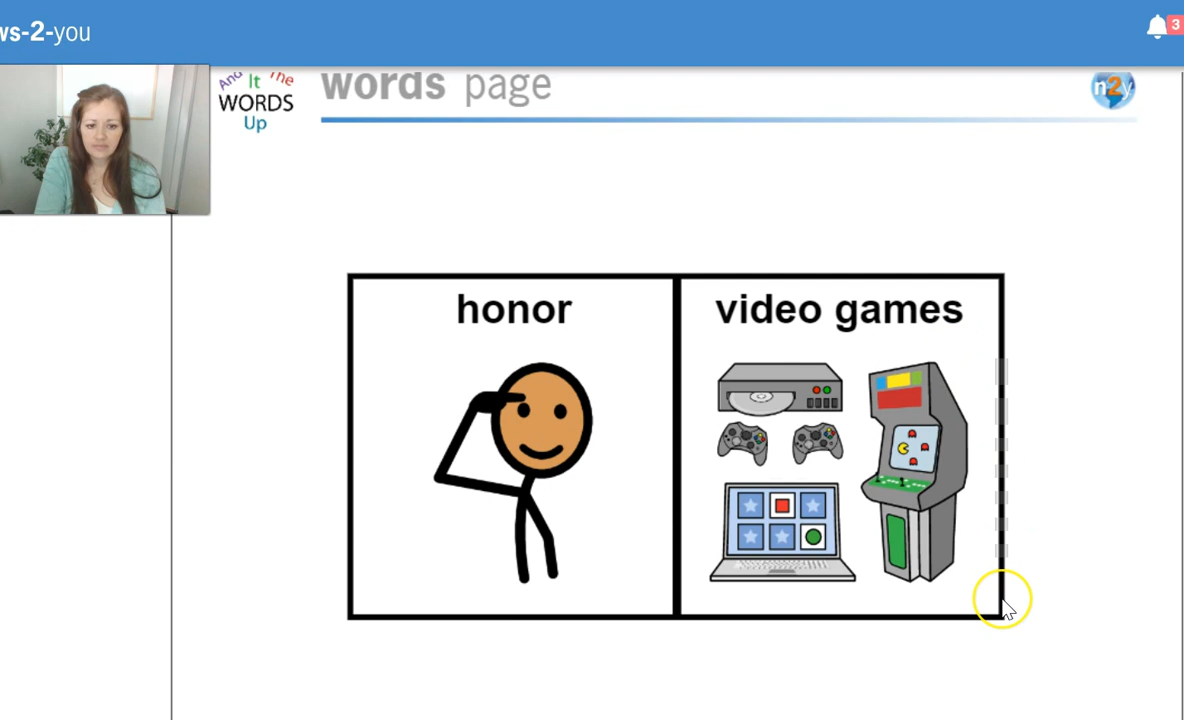 ws-2-you
3
And It The
WORDS
Up
words page
n2y
honor
video games